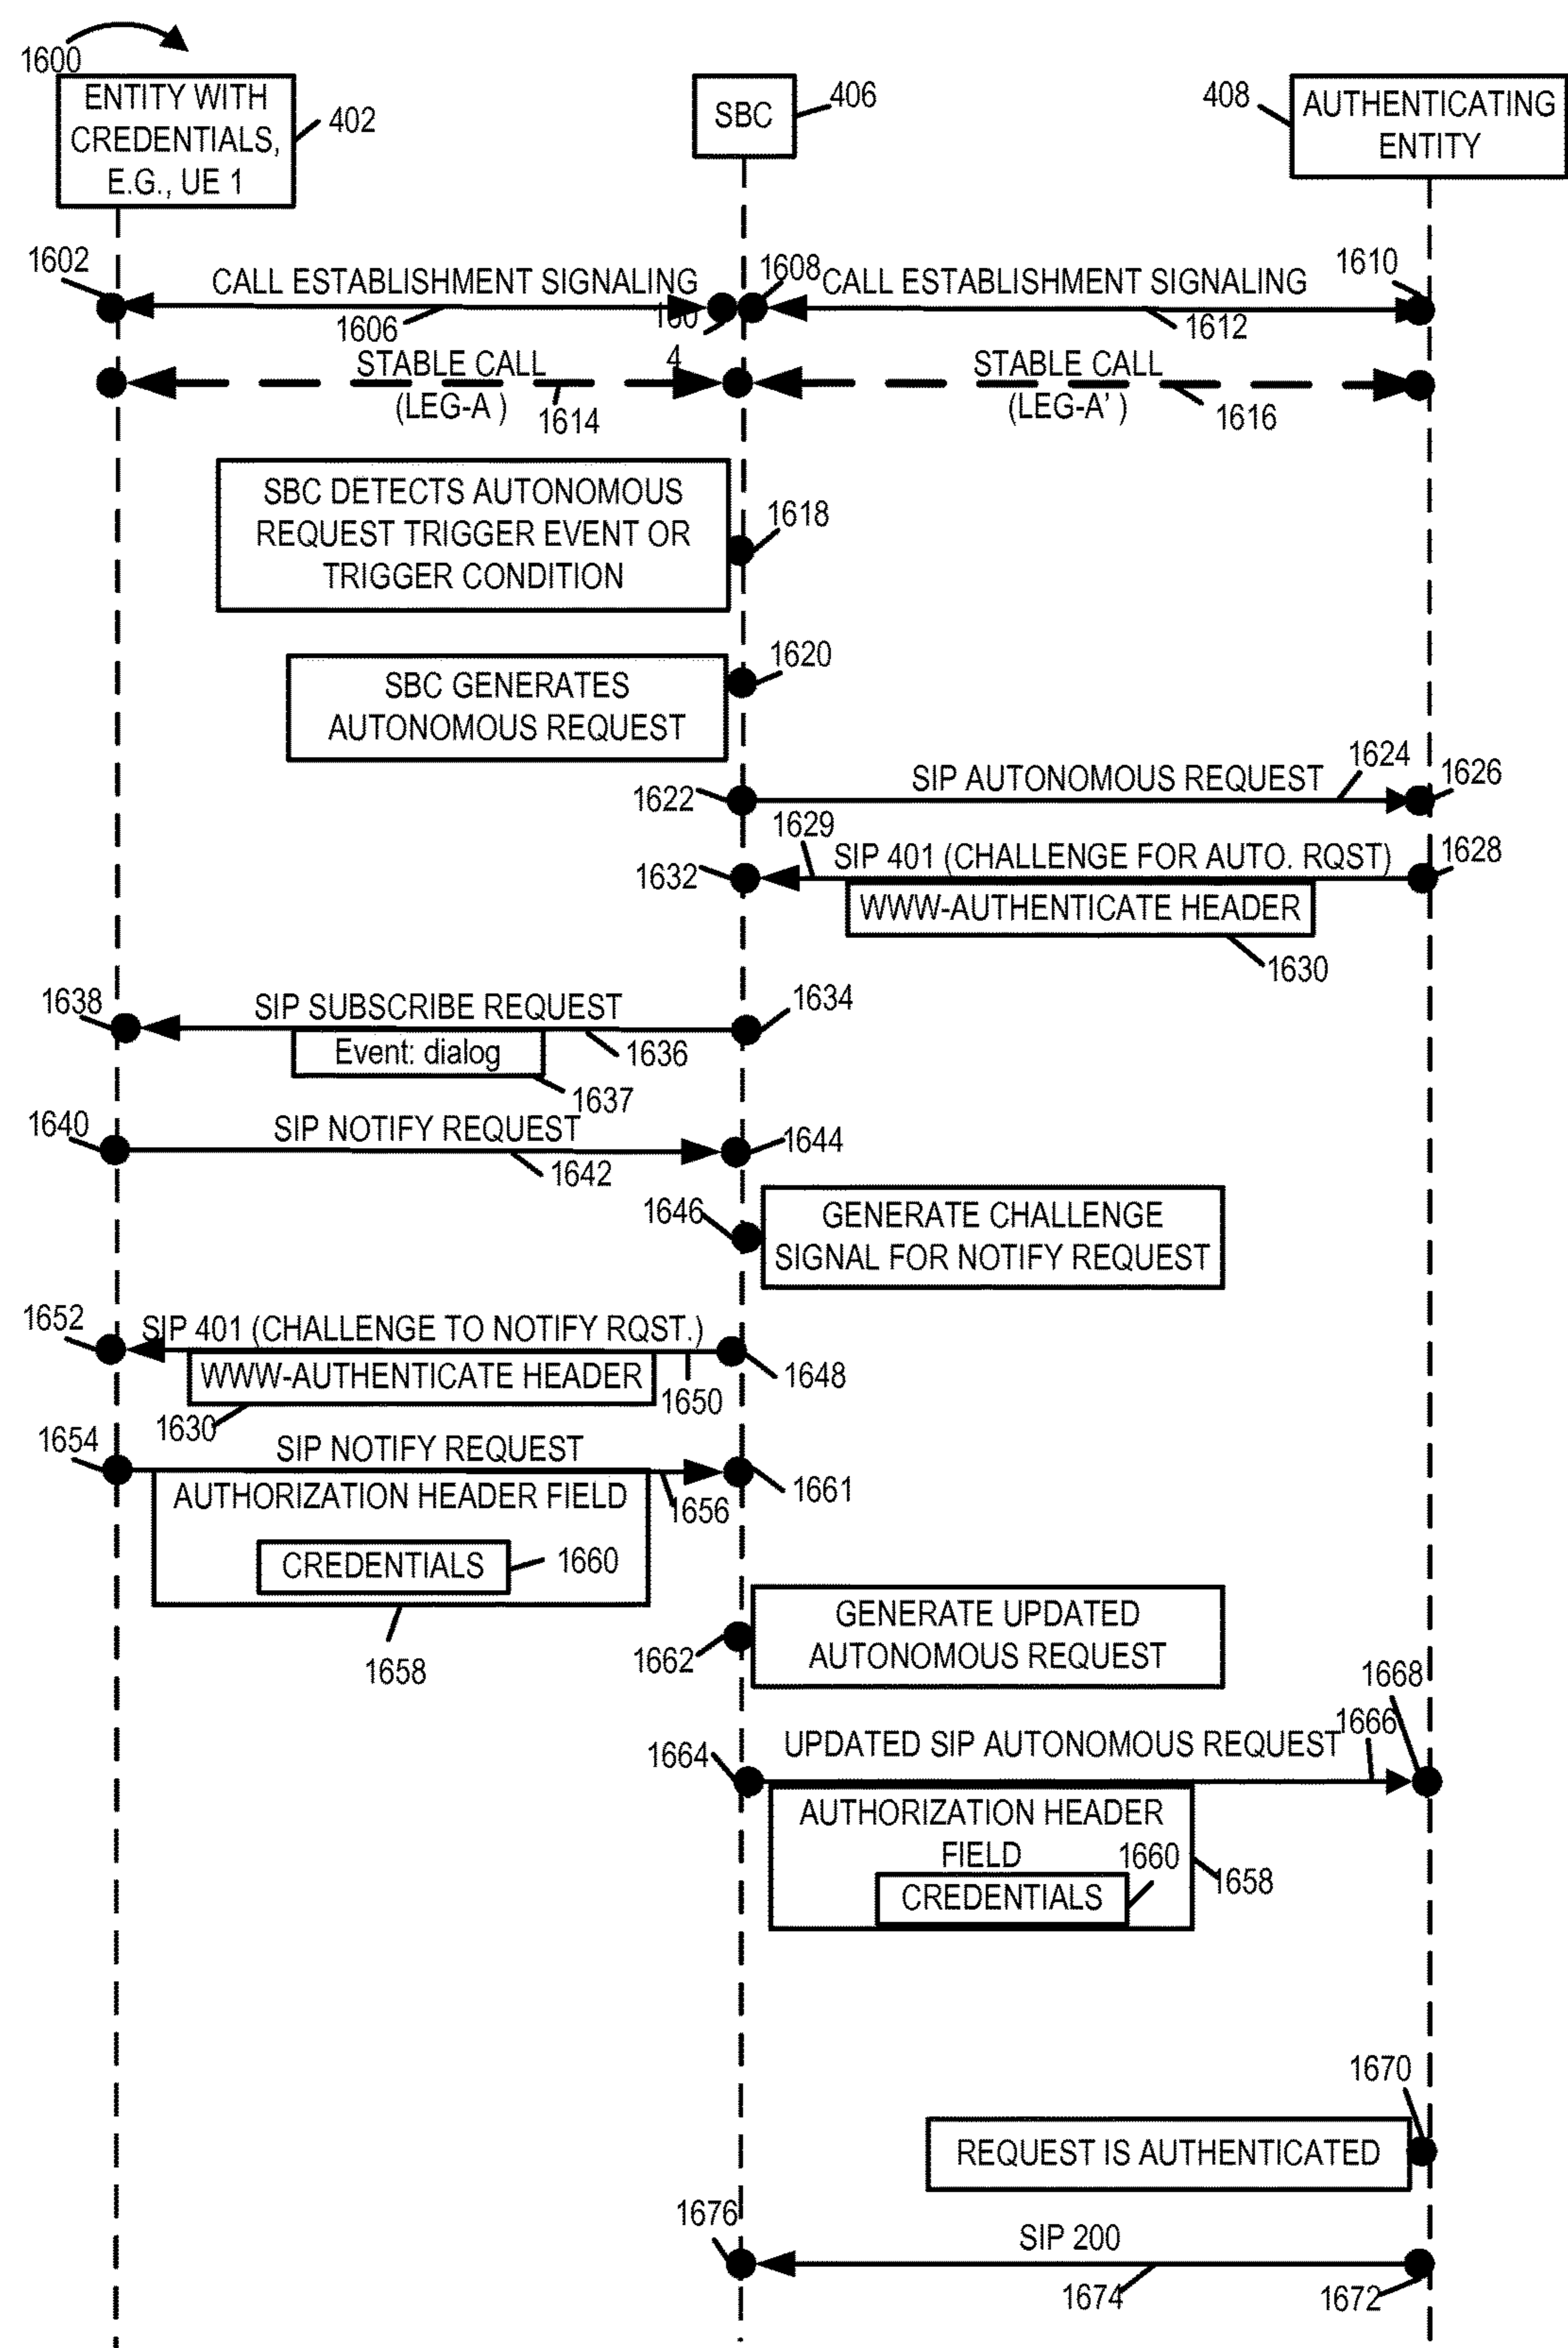 1600
ENTITY WITH
CREDENTIALS,
E.G., UE 1
402
SBC
406
408
AUTHENTICATING
ENTITY
1602
CALL ESTABLISHMENT SIGNALING
1606
160
4
1608
CALL ESTABLISHMENT SIGNALING
1610
1612
STABLE CALL
(LEG-A )
1614
STABLE CALL
(LEG-A' )
1616
SBC DETECTS AUTONOMOUS
REQUEST TRIGGER EVENT OR
TRIGGER CONDITION
1618
SBC GENERATES
AUTONOMOUS REQUEST
1620
1622
SIP AUTONOMOUS REQUEST
1624
1626
1629
1632
SIP 401 (CHALLENGE FOR AUTO. RQST)
1628
WWW-AUTHENTICATE HEADER
1630
1638
SIP SUBSCRIBE REQUEST
1634
Event: dialog
1636
1637
1640
SIP NOTIFY REQUEST
1642
1644
1646
GENERATE CHALLENGE
SIGNAL FOR NOTIFY REQUEST
1652
SIP 401 (CHALLENGE TO NOTIFY RQST.)
1648
WWW-AUTHENTICATE HEADER
1650
1630
1654
SIP NOTIFY REQUEST
1656
1661
AUTHORIZATION HEADER FIELD
CREDENTIALS
1660
1658
1662
GENERATE UPDATED
AUTONOMOUS REQUEST
1664
UPDATED SIP AUTONOMOUS REQUEST
1666
1668
AUTHORIZATION HEADER
FIELD
1660
CREDENTIALS
1658
1670
REQUEST IS AUTHENTICATED
1676
SIP 200
1674
1672